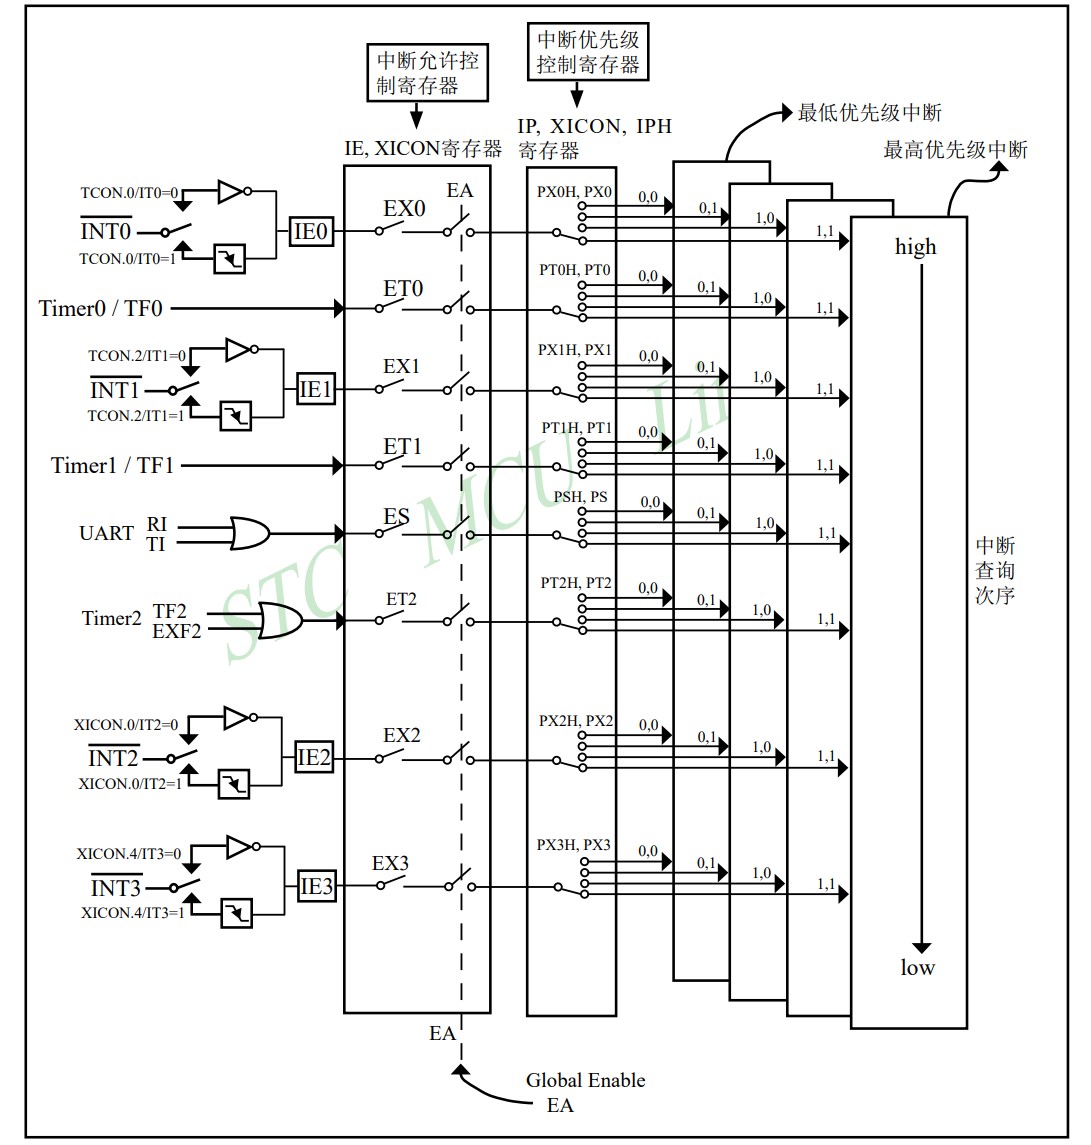 中断允许控
制寄存器
中断优先级
控制寄存器
IE, XICON寄存器
IP, XICON, IPH
寄存器
最低优先级中断
最高优先级中断
TCON.0/IT0=0
INT0
TCON.0/IT0=1
IE0
EX0
EA
PX0H, PX0
0,0
0,1
1,0
1,1
high
Timer0 / TF0
ET0
PT0H, PT0
0,0
0,1
1,0
1,1
TCON.2/IT1=0
INT1
TCON.2/IT1=1
IE1
EX1
PX1H, PX1
0,0
0,1
1,0
1,1
Timer1 / TF1
ET1
PT1H, PT1
0,0
0,1
1,0
1,1
UART
RI
TI
ES
PSH, PS
0,0
0,1
1,0
1,1
中断
查询
次序
Timer2
TF2
EXF2
ET2
PT2H, PT2
0,0
0,1
1,0
1,1
XICON.0/IT2=0
INT2
XICON.0/IT2=1
IE2
EX2
PX2H, PX2
0,0
0,1
1,0
1,1
XICON.4/IT3=0
INT3
XICON.4/IT3=1
IE3
EX3
PX3H, PX3
0,0
0,1
1,0
1,1
low
EA
Global Enable
EA
STC MCU